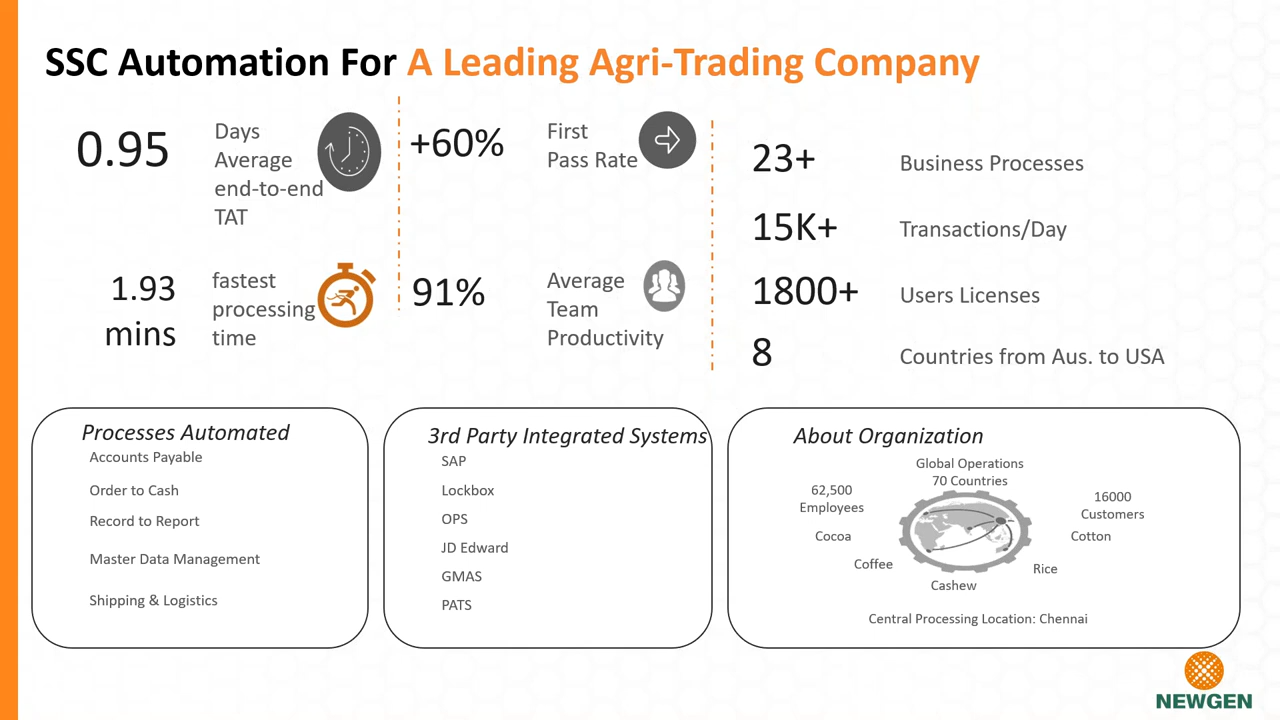 SSC Automation For A Leading Agri-Trading Company
0.95
Days
Average
end-to-end
TAT
+60%
First
Pass Rate
1.93
mins
fastest
processing
time
91%
Average
Team
Productivity
23+ Business Processes
15K+ Transactions/Day
1800+ Users Licenses
8 Countries from Aus. to USA
Processes Automated
Accounts Payable
Order to Cash
Record to Report
Master Data Management
Shipping & Logistics
3rd Party Integrated Systems
SAP
Lockbox
OPS
JD Edward
GMAS
PATS
About Organization
Global Operations
70 Countries
62,500
Employees
16000
Customers
Cocoa
Cotton
Coffee
Rice
Cashew
Central Processing Location: Chennai
NEWGEN